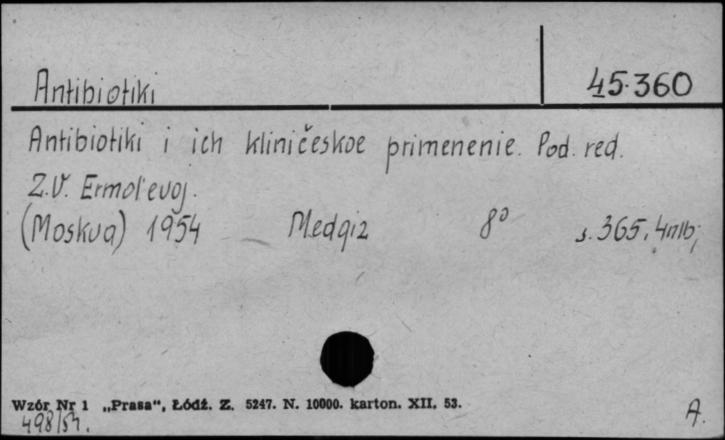 Antibiotiki
45.360
Antibiotiki i ich kliničeskoe primenenie. Pod. red.
Z.V. Ermol'evoj.
(Moskva) 1954 Medgiz 8° s. 365, 4nlb,
Wzór Nr 1 „Prasa“, Łódź. Z. 5247. N. 10000. karton. XII. 53.
498/54.
A.